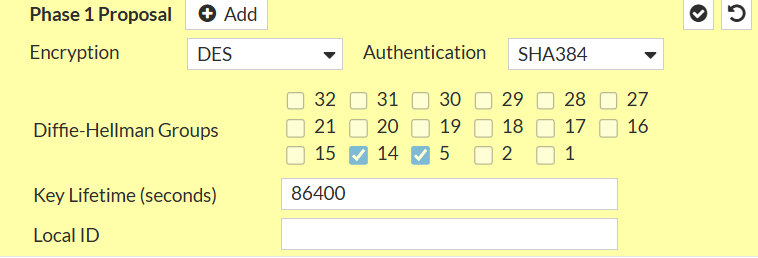 Phase 1 Proposal Add
Encryption DES Authentication SHA384
32 31 30 29 28 27
Diffie-Hellman Groups 21 20 19 18 17 16
15 14 5 2 1
Key Lifetime (seconds) 86400
Local ID